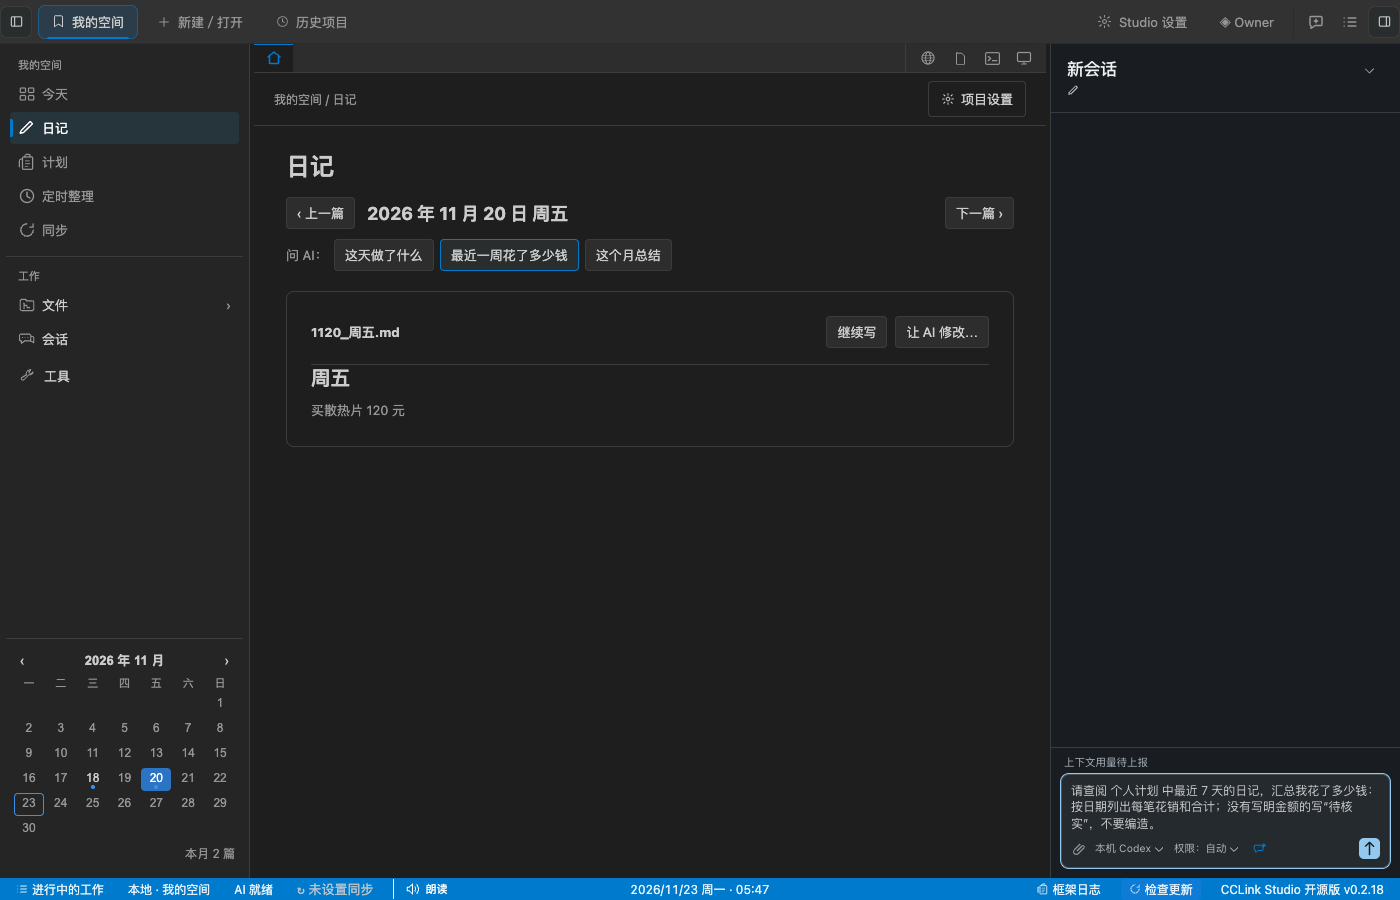 我的空间
新建 / 打开
历史项目
Studio 设置
Owner
我的空间
今天
日记
计划
定时整理
同步
工作
文件
会话
工具
2026 年 11 月
一 二 三 四 五 六 日
1
2 3 4 5 6 7 8
9 10 11 12 13 14 15
16 17 18 19 20 21 22
23 24 25 26 27 28 29
30
本月 2 篇
我的空间 / 日记
项目设置
日记
‹ 上一篇
2026 年 11 月 20 日 周五
下一篇 ›
问 AI：
这天做了什么
最近一周花了多少钱
这个月总结
1120_周五.md
继续写
让 AI 修改...
周五
买散热片 120 元
新会话
上下文用量待上报
请查阅 个人计划 中最近 7 天的日记，汇总我花了多少钱：
按日期列出每笔花销和合计；没有写明金额的写“待核
实”，不要编造。
本机 Codex
权限：自动
进行中的工作
本地 · 我的空间
AI 就绪
未设置同步
朗读
2026/11/23 周一 · 05:47
框架日志
检查更新
CCLink Studio 开源版 v0.2.18